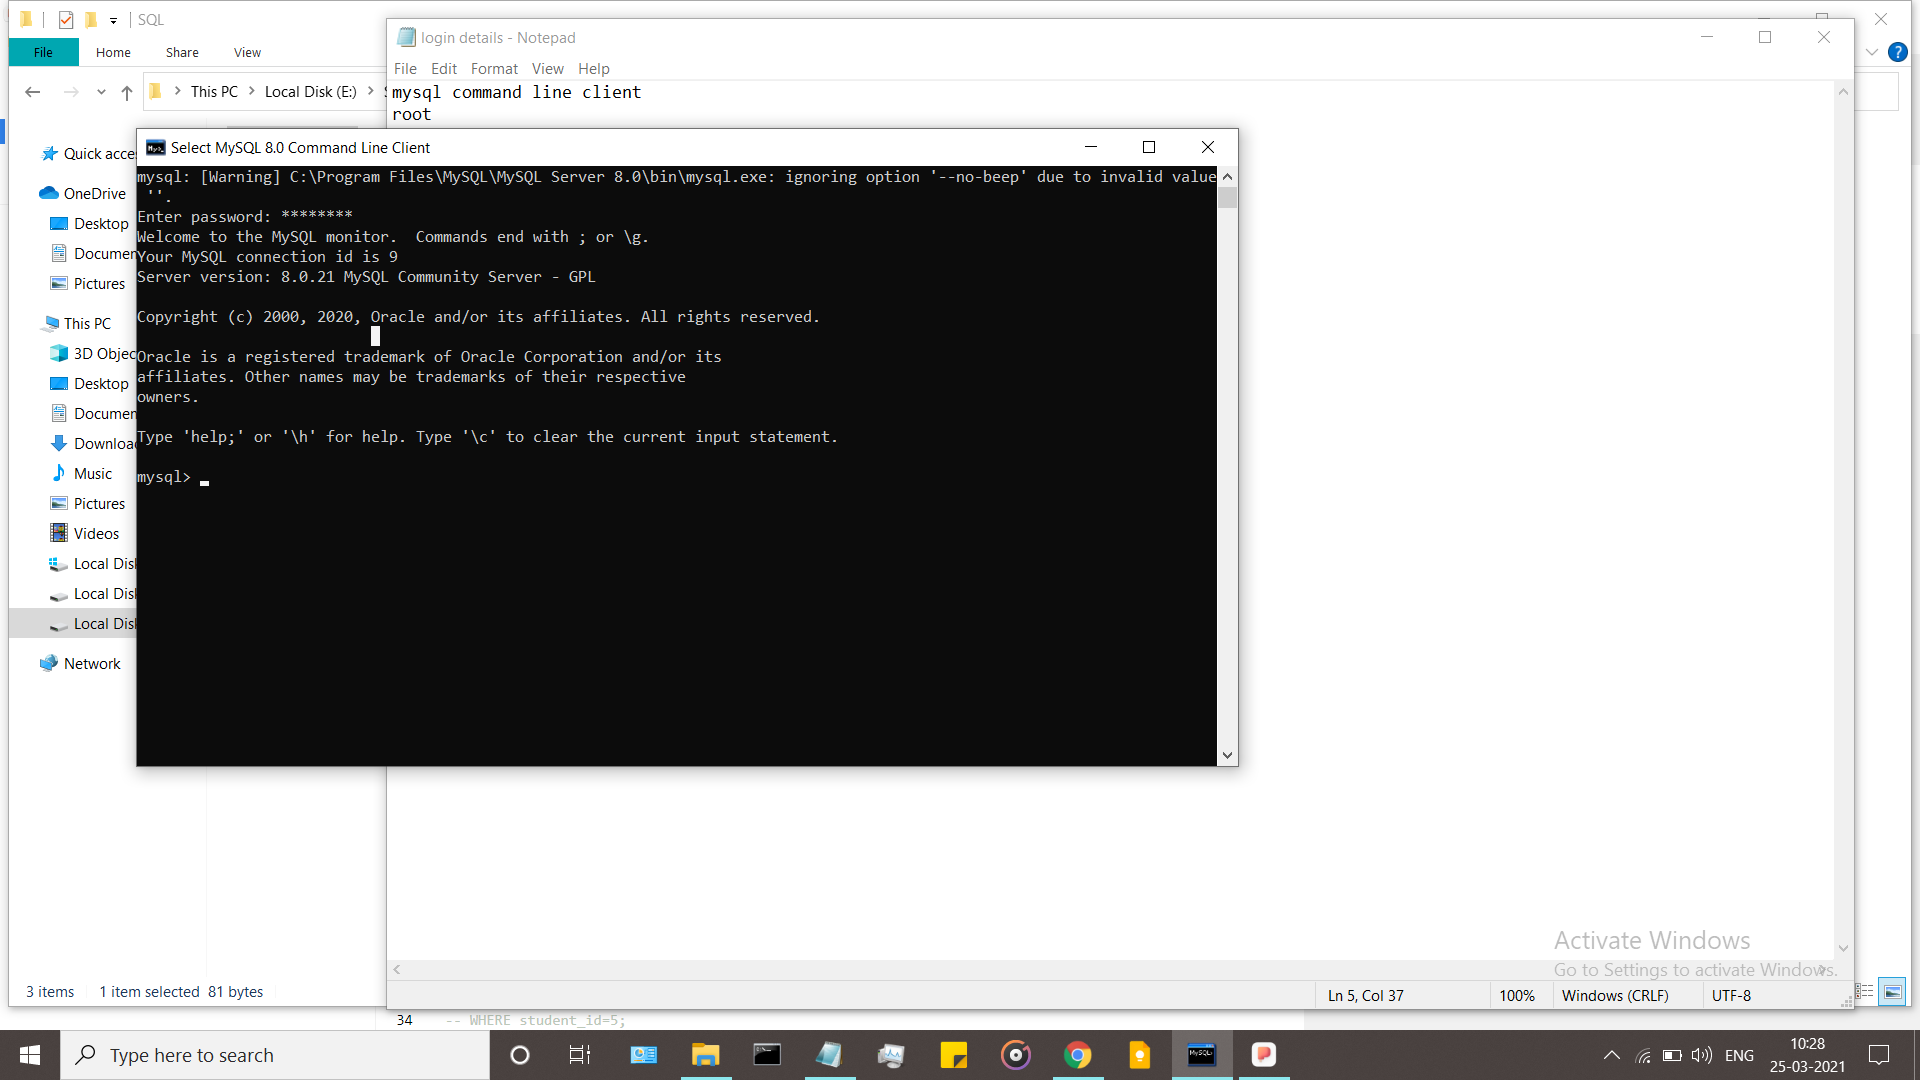 SQL
File Home Share View
This PC > Local Disk (E:) >
login details - Notepad
File Edit Format View Help
mysql command line client
root
Quick
OneDrive
Desktop
Pictures
This PC
Desktop
Music
Pictures
Videos
Local
Local
Local
Network
Select MySQL 8.0 Command Line Client
mysql: [Warning] C:\Program Files\MySQL\MySQL Server 8.0\bin\mysql.exe: ignoring option '--no-beep' due to invalid value
''.
Enter password: ********
Welcome to the MySQL monitor.  Commands end with ; or \g.
Your MySQL connection id is 9
Server version: 8.0.21 MySQL Community Server - GPL
Copyright (c) 2000, 2020, Oracle and/or its affiliates. All rights reserved.
Oracle is a registered trademark of Oracle Corporation and/or its
affiliates. Other names may be trademarks of their respective
owners.
Type 'help;' or '\h' for help. Type '\c' to clear the current input statement.
mysql> _
Activate Windows
Go to Settings to activate Windows.
3 items 1 item selected 81 bytes
Ln 5, Col 37 100% Windows (CRLF) UTF-8
34 -- WHERE student_id=5;
Type here to search
ENG
10:28
25-03-2021